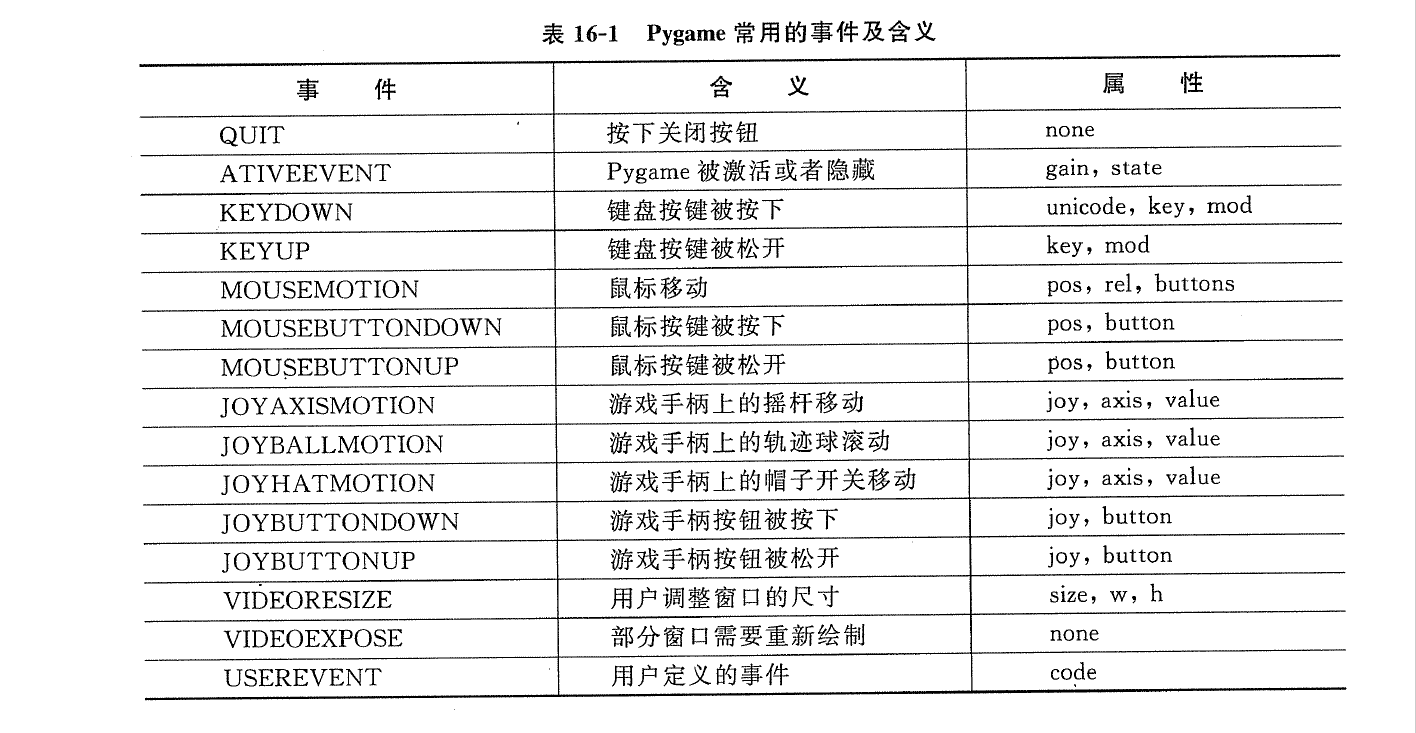 表 16-1 Pygame 常用的事件及含义
事 件 含 义 属 性
QUIT 按下关闭按钮 none
ATIVEEVENT Pygame 被激活或者隐藏 gain, state
KEYDOWN 键盘按键被按下 unicode, key, mod
KEYUP 键盘按键被松开 key, mod
MOUSEMOTION 鼠标移动 pos, rel, buttons
MOUSEBUTTONDOWN 鼠标按键被按下 pos, button
MOUSEBUTTONUP 鼠标按键被松开 pos, button
JOYAXISMOTION 游戏手柄上的摇杆移动 joy, axis, value
JOYBALLMOTION 游戏手柄上的轨迹球滚动 joy, axis, value
JOYHATMOTION 游戏手柄上的帽子开关移动 joy, axis, value
JOYBUTTONDOWN 游戏手柄按钮被按下 joy, button
JOYBUTTONUP 游戏手柄按钮被松开 joy, button
VIDEORESIZE 用户调整窗口的尺寸 size, w, h
VIDEOEXPOSE 部分窗口需要重新绘制 none
USEREVENT 用户定义的事件 code